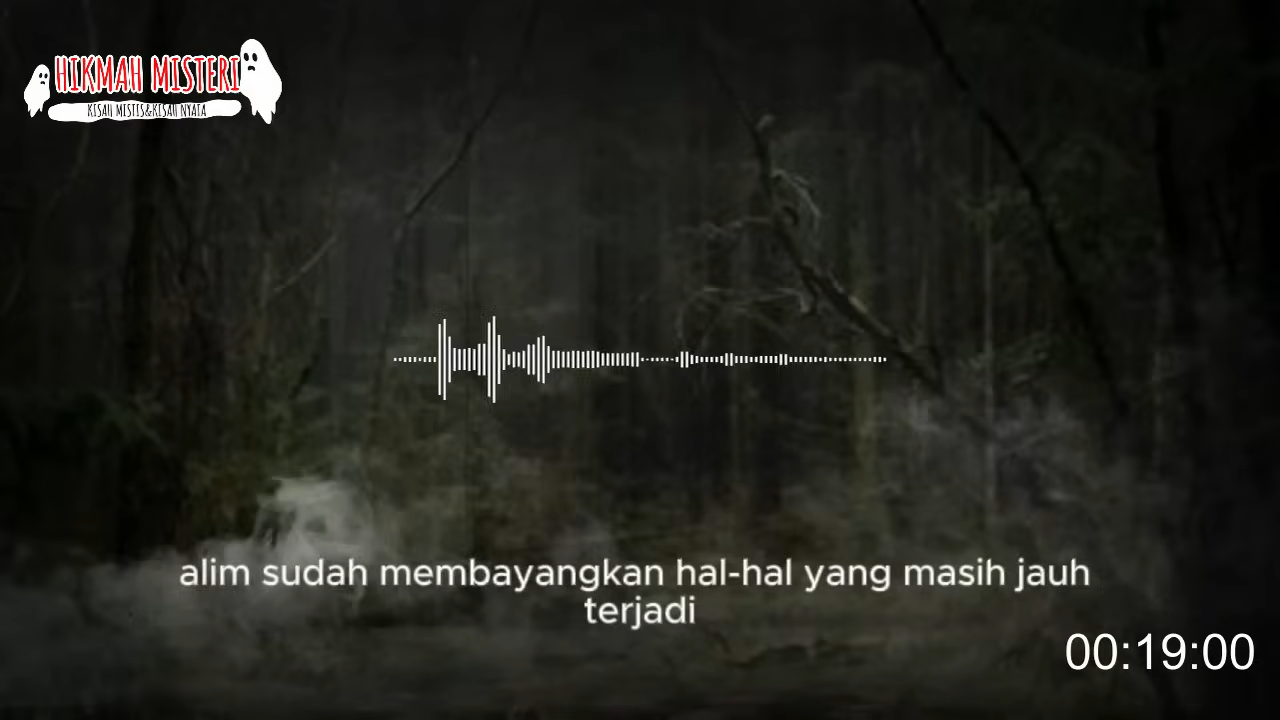 HIKMAH MISTERI
KISAH MISTIS&KISAH NYATA
alim sudah membayangkan hal-hal yang masih jauh
terjadi
00:19:00